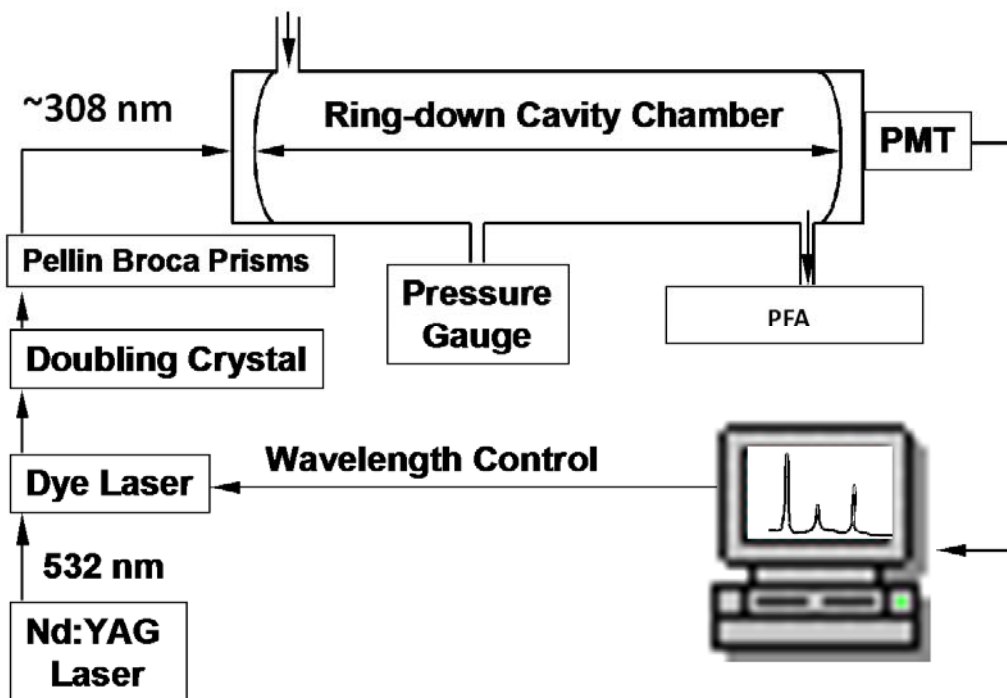 ~308 nm
Ring-down Cavity Chamber
PMT
Pellin Broca Prisms
Pressure
Gauge
PFA
Doubling Crystal
Wavelength Control
Dye Laser
532 nm
Nd:YAG
Laser